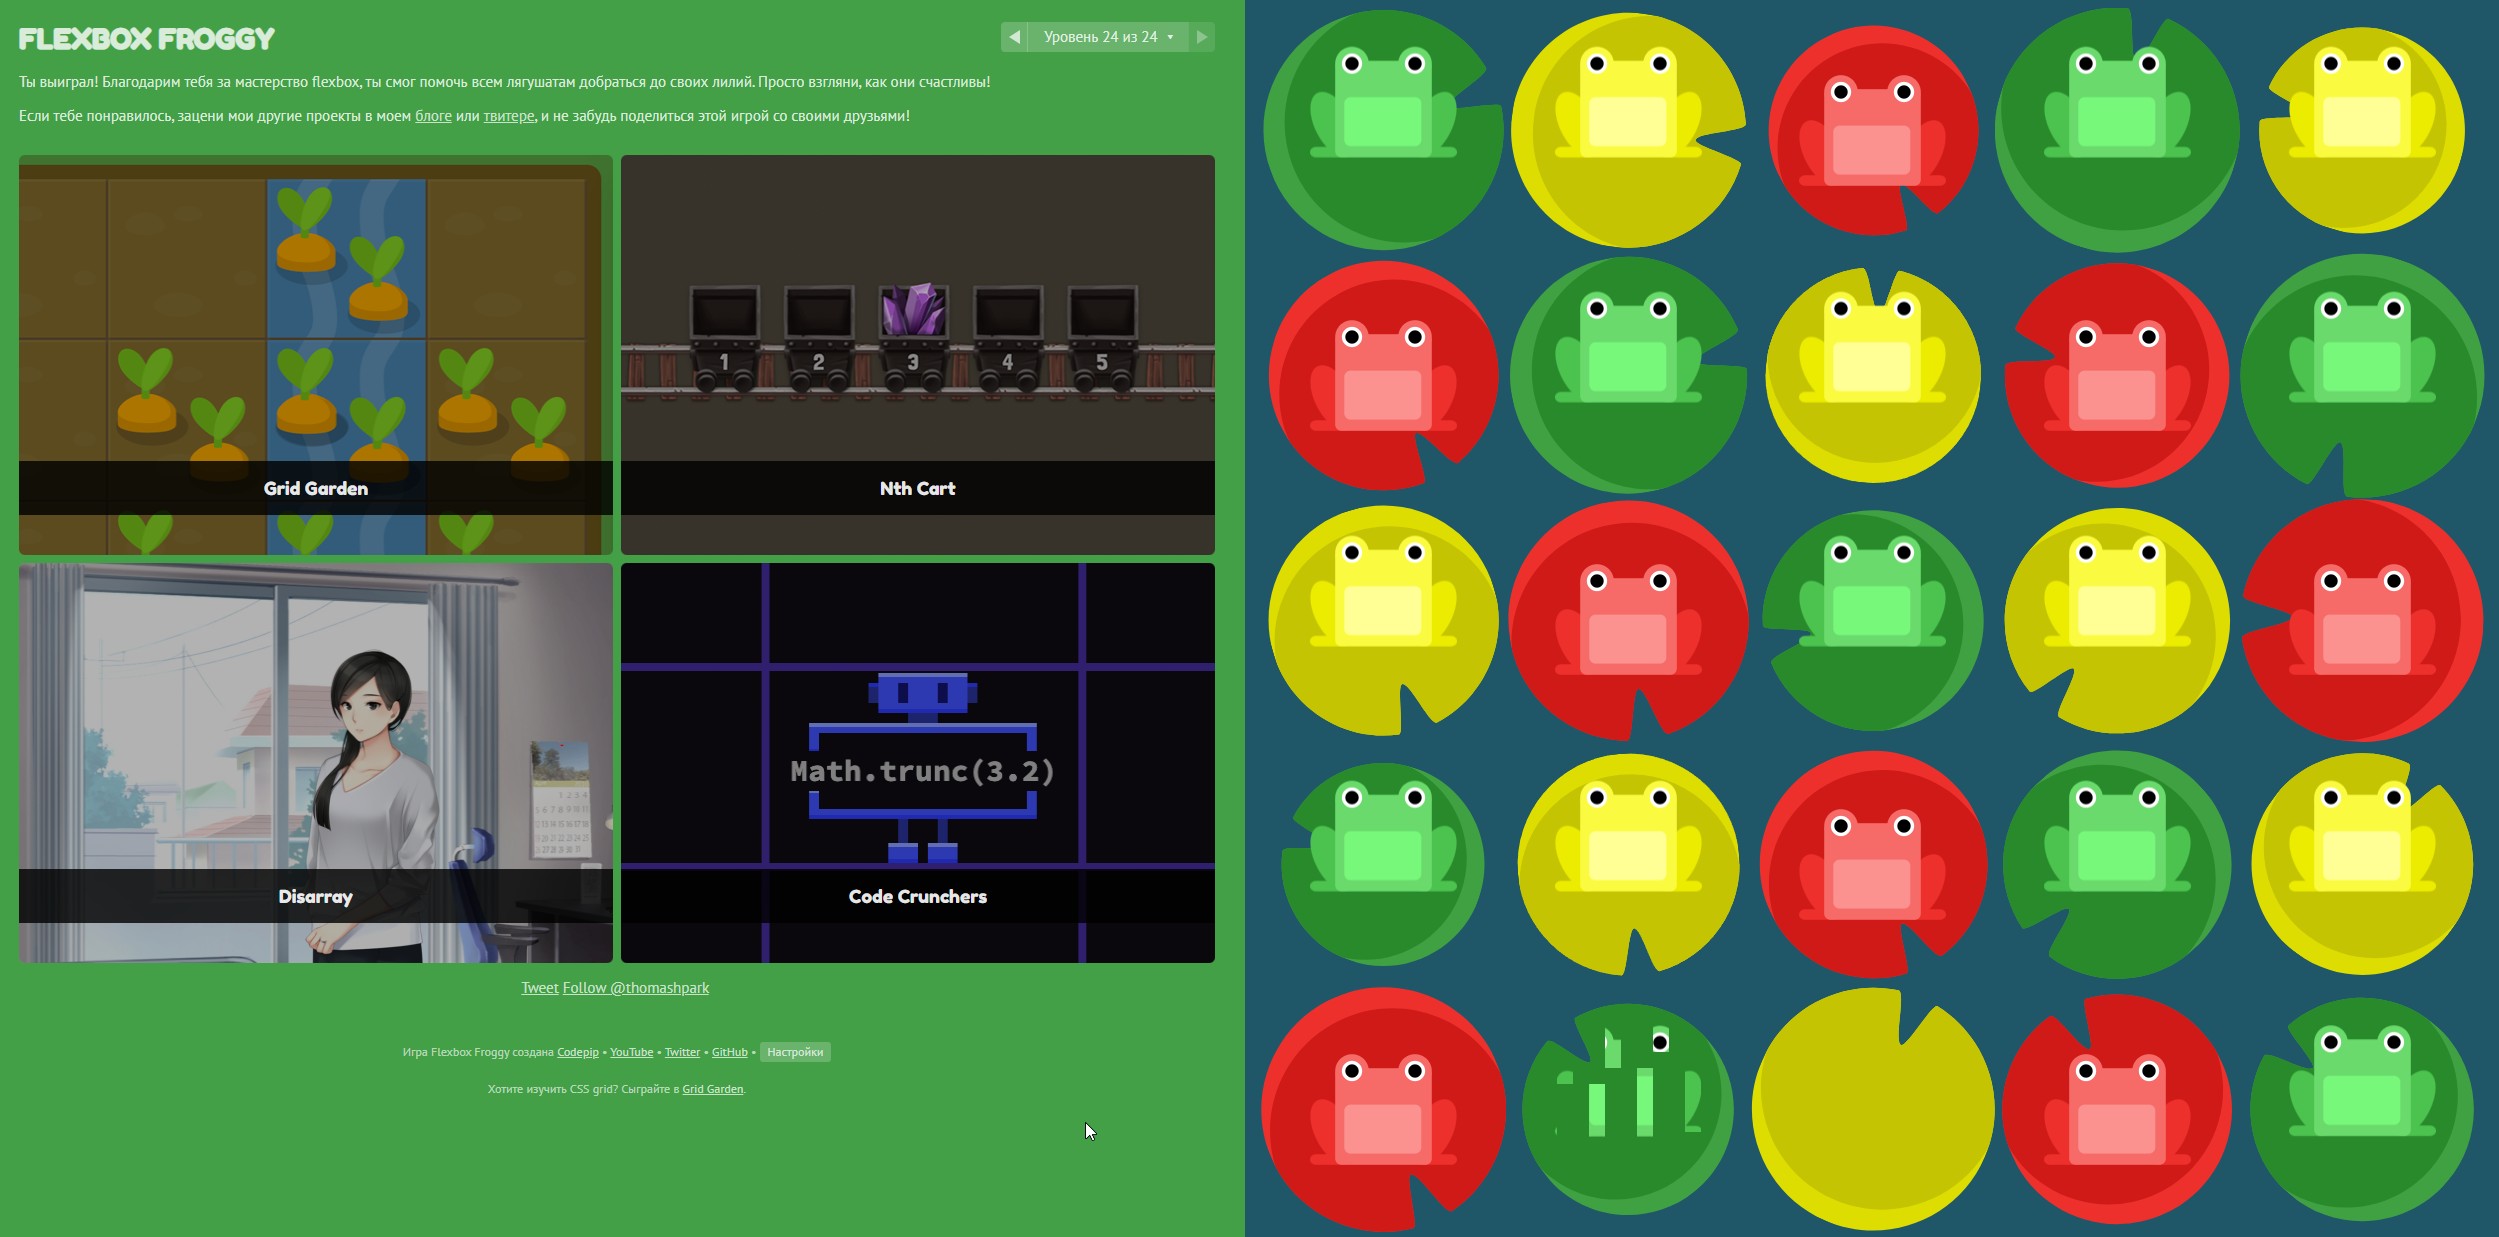 FLEXBOX FROGGY
Уровень 24 из 24
Ты выиграл! Благодарим тебя за мастерство flexbox, ты смог помочь всем лягушатам добраться до своих лилий. Просто взгляни, как они счастливы!
Если тебе понравилось, зацени мои другие проекты в моем блоге или твитере, и не забудь поделиться этой игрой со своими друзьями!
1 2 3 4 5
Grid Garden
Nth Cart
Math.trunc(3.2)
Disarray
Code Crunchers
Tweet Follow @thomashpark
Игра Flexbox Froggy создана Codepip • YouTube • Twitter • GitHub • Настройки
Хотите изучить CSS grid? Сыграйте в Grid Garden.